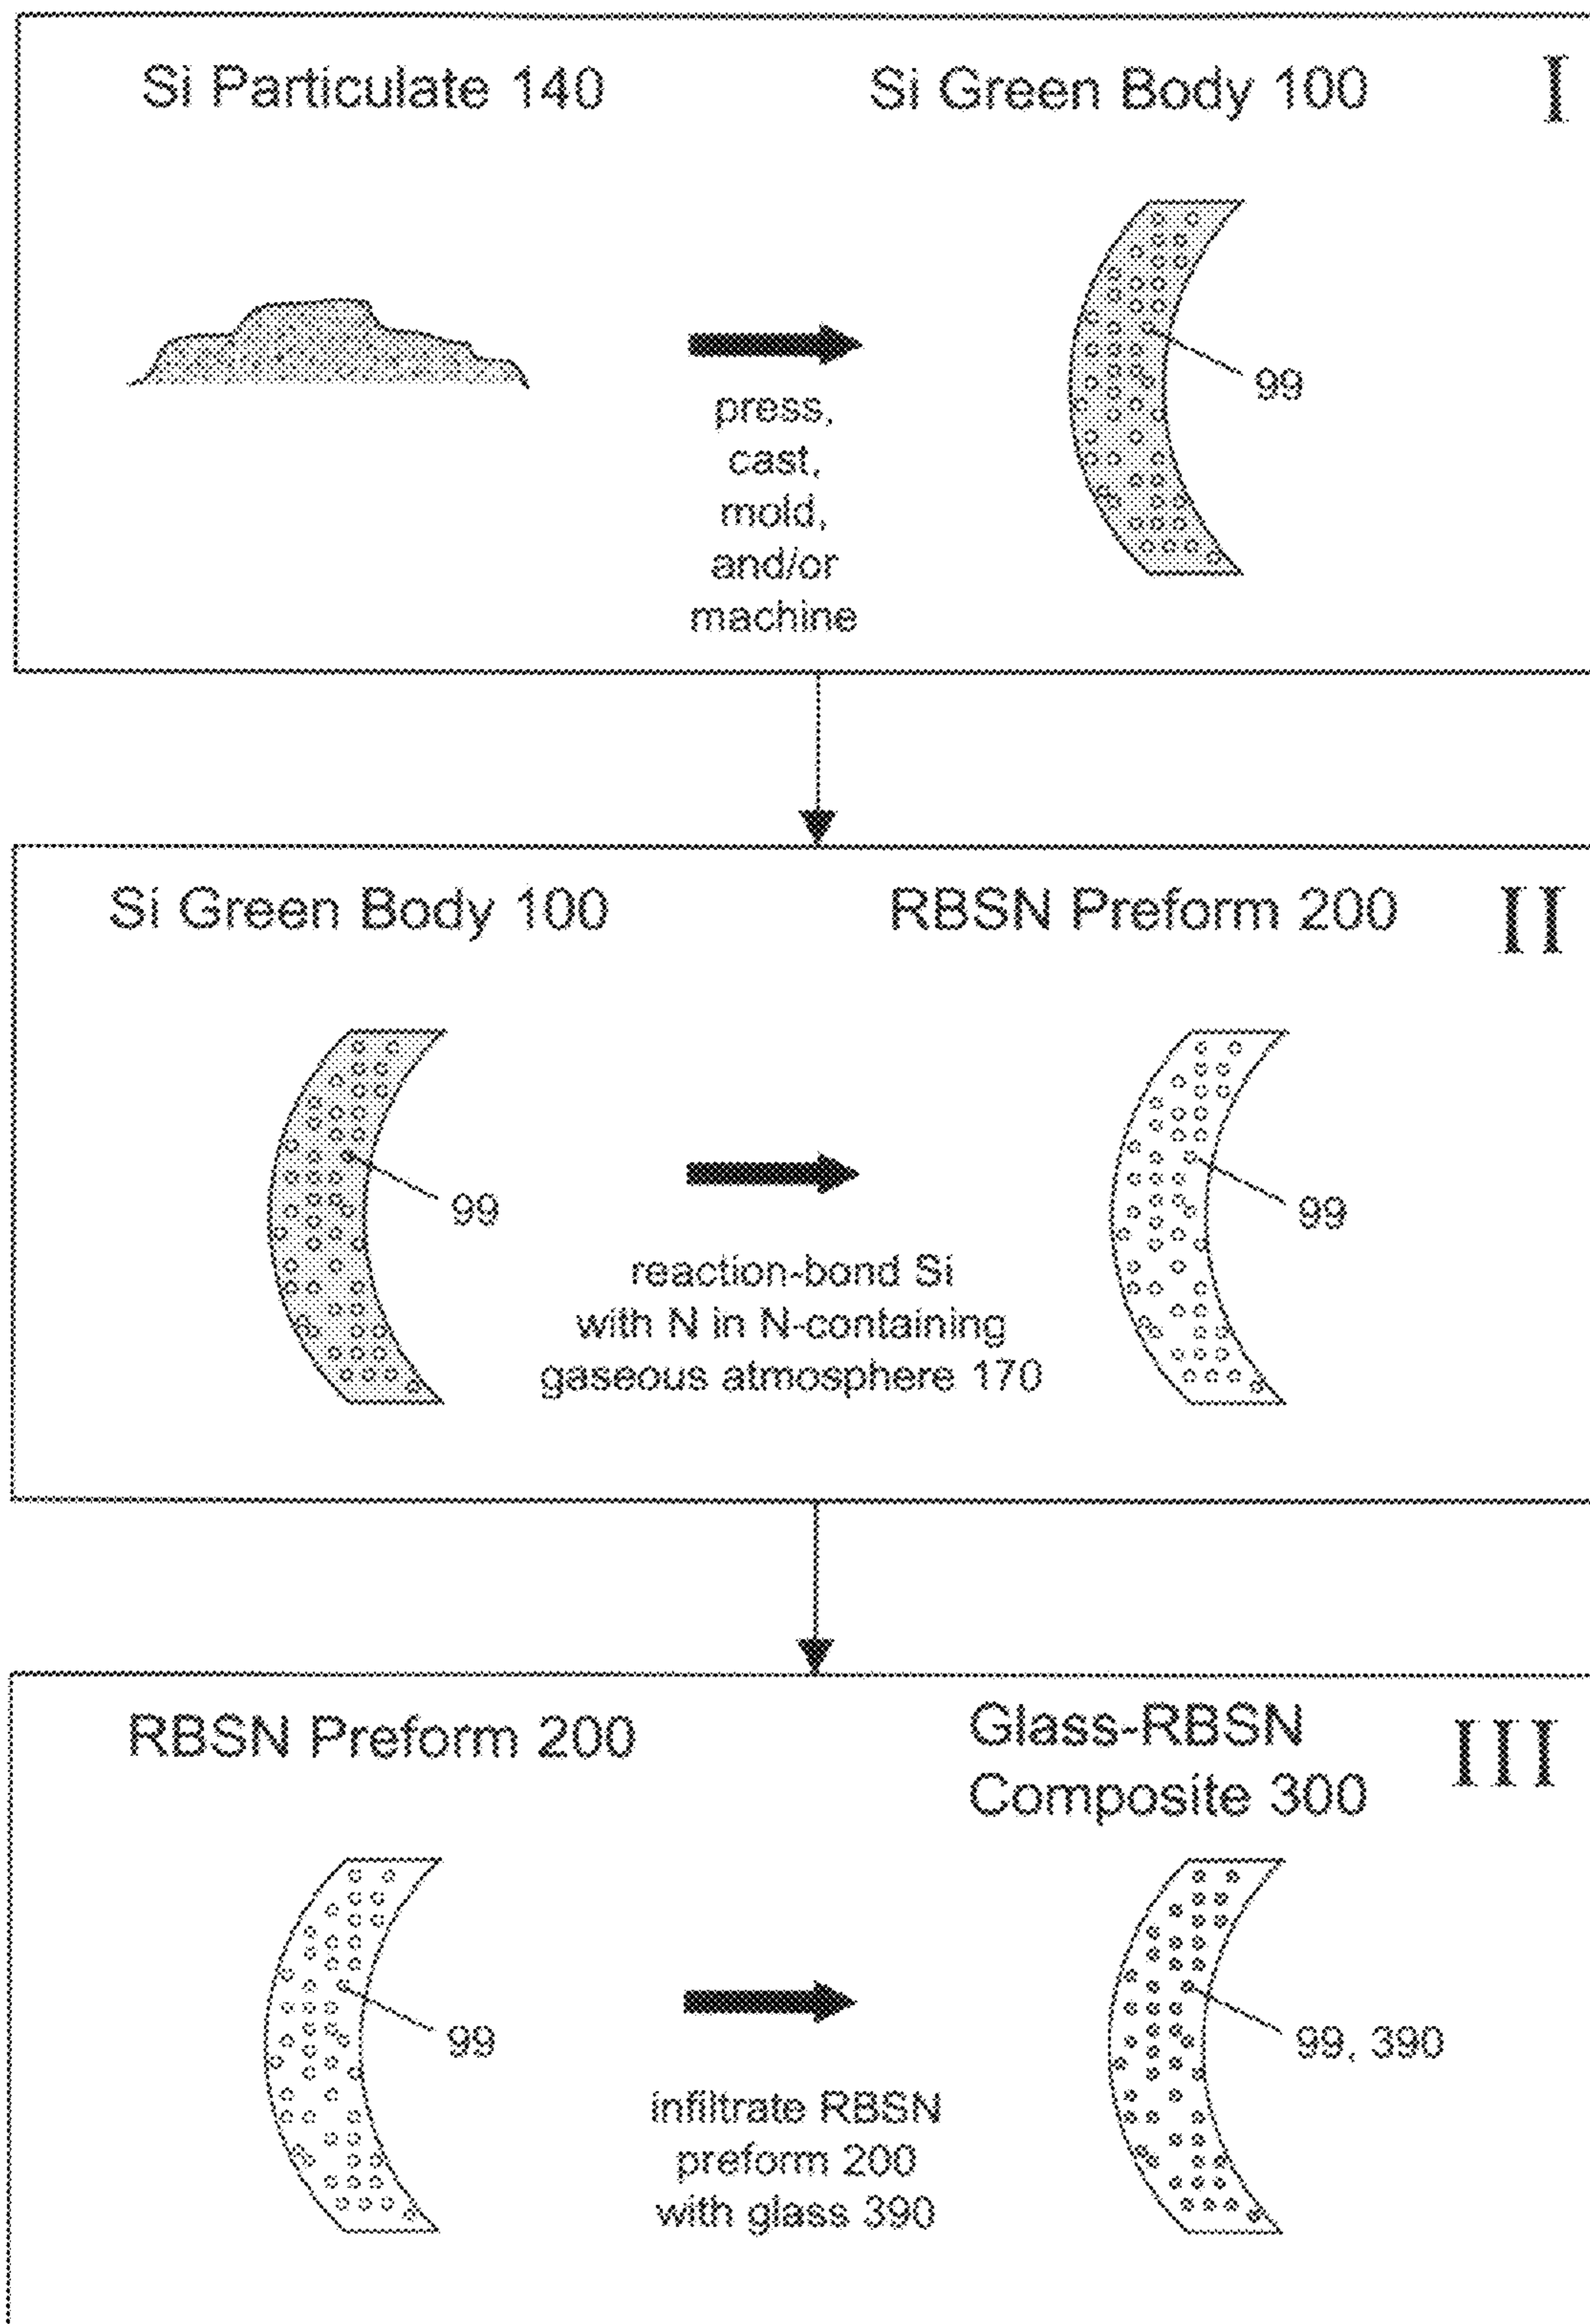 Si Particulate 140
Si Green Body 100
I
99
press,
cast,
mold,
and/or
machine
Si Green Body 100
RBSN Preform 200
II
99
99
reaction-bond Si
with N in N-containing
gaseous atmosphere 170
RBSN Preform 200
Glass-RBSN
Composite 300
III
99
99, 390
infiltrate RBSN
preform 200
with glass 390